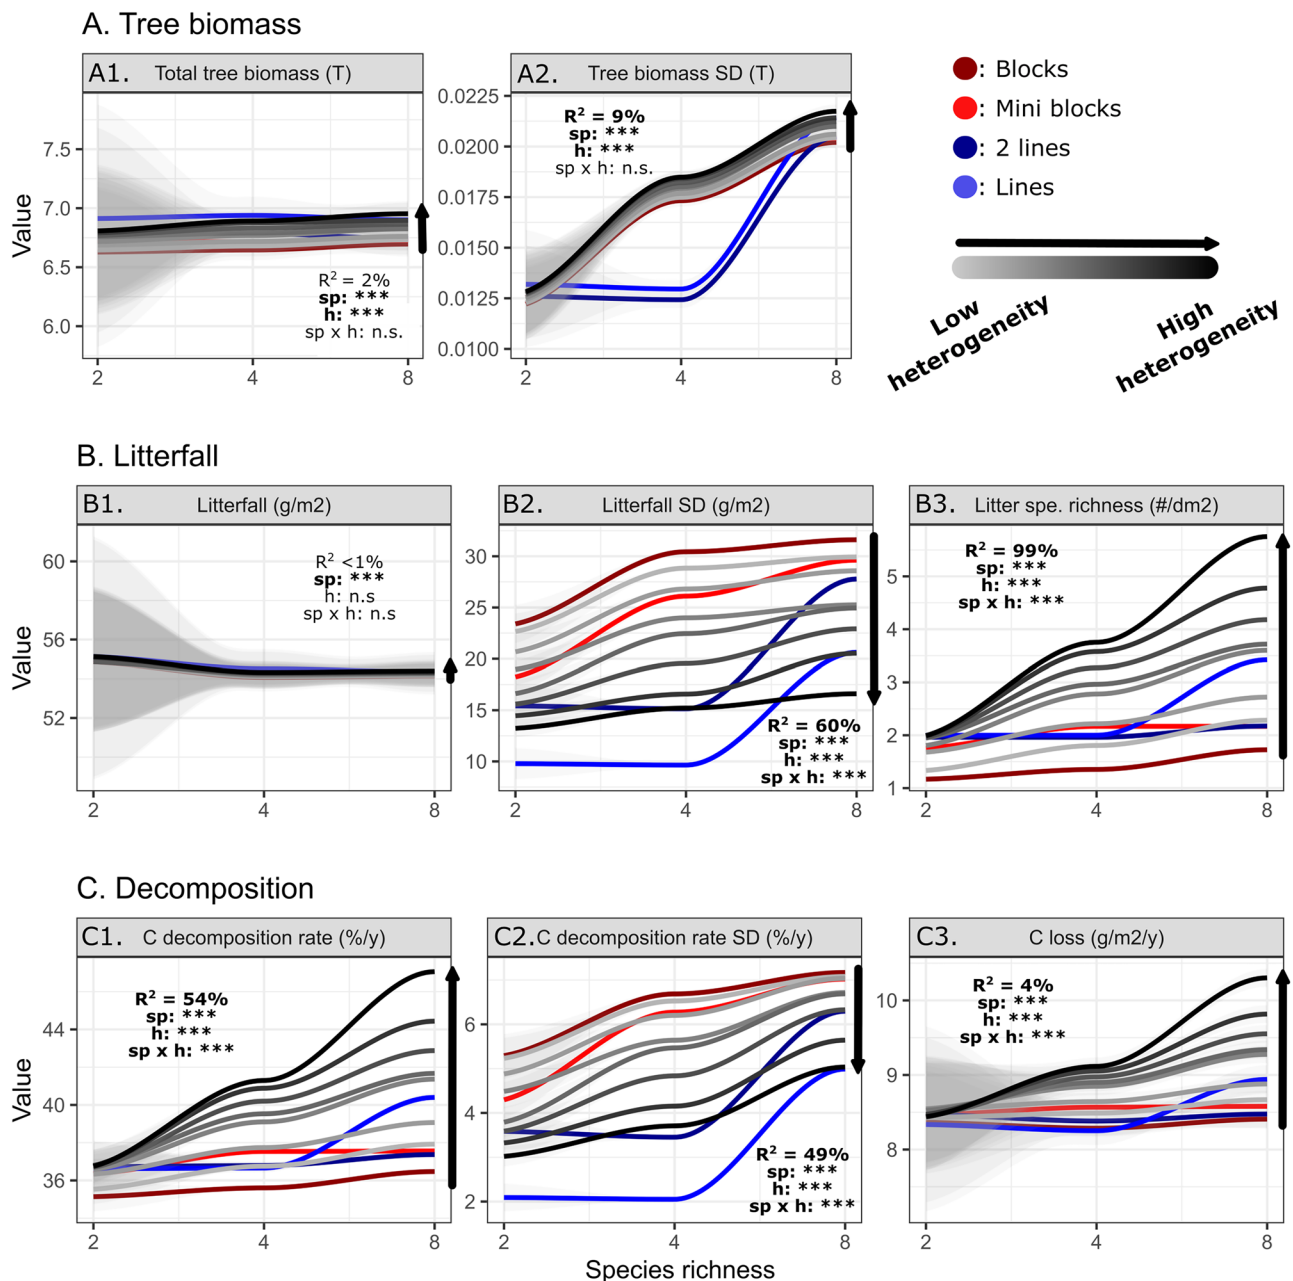 A. Tree biomass
A1. Total tree biomass (T)
Value
7.5
7.0
6.5
6.0
R² = 2%
sp: ***
h: ***
sp x h: n.s.
2 4 8
A2. Tree biomass SD (T)
0.0225
0.0200
0.0175
0.0150
0.0125
0.0100
R² = 9%
sp: ***
h: ***
sp x h: n.s.
2 4 8
: Blocks
: Mini blocks
: 2 lines
: Lines
Low heterogeneity
High heterogeneity
B. Litterfall
B1. Litterfall (g/m2)
Value
60
56
52
R² <1%
sp: ***
h: n.s
sp x h: n.s
2 4 8
B2. Litterfall SD (g/m2)
30
25
20
15
10
R² = 60%
sp: ***
h: ***
sp x h: ***
2 4 8
B3. Litter spe. richness (#/dm2)
5
4
3
2
1
R² = 99%
sp: ***
h: ***
sp x h: ***
2 4 8
C. Decomposition
C1. C decomposition rate (%/y)
Value
44
40
36
R² = 54%
sp: ***
h: ***
sp x h: ***
2 4 8
C2. C decomposition rate SD (%/y)
6
4
2
R² = 49%
sp: ***
h: ***
sp x h: ***
2 4 8
C3. C loss (g/m2/y)
10
9
8
R² = 4%
sp: ***
h: ***
sp x h: ***
2 4 8
Species richness